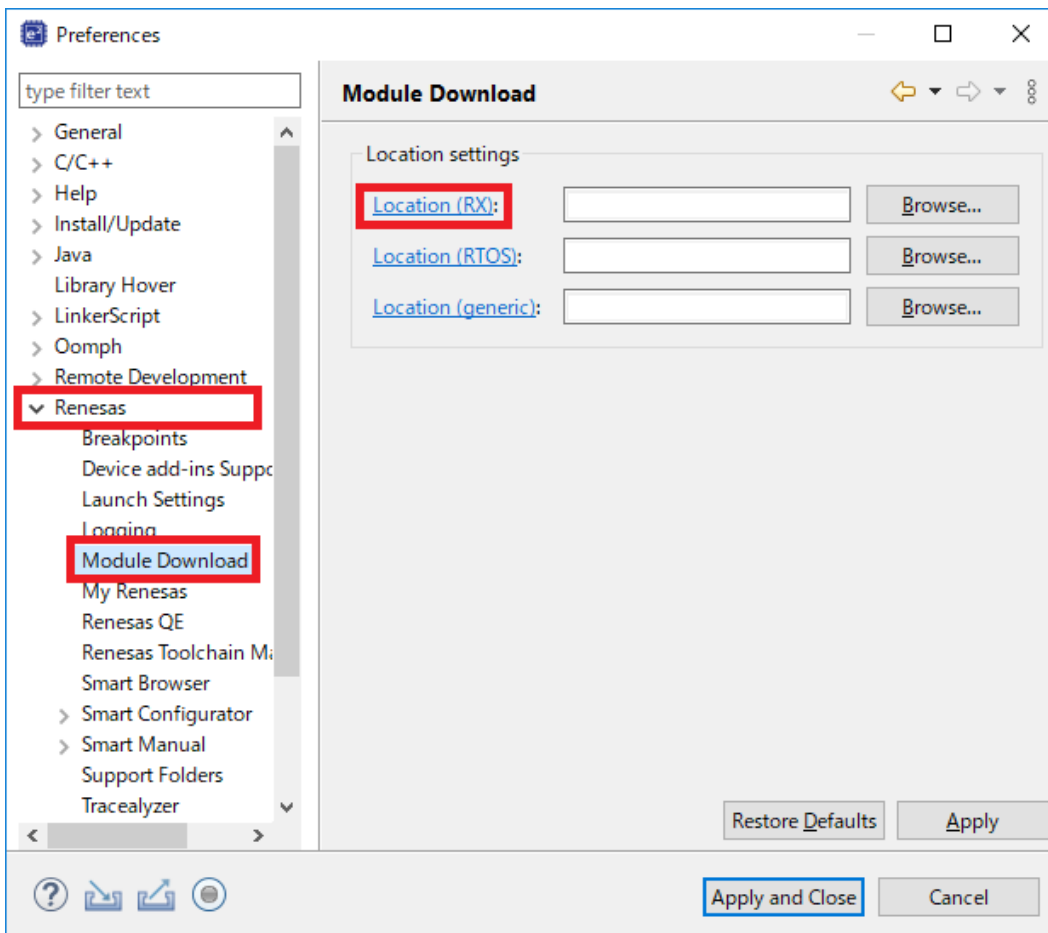 e²
Preferences
type filter text
General
C/C++
Help
Install/Update
Java
Library Hover
LinkerScript
Oomph
Remote Development
Renesas
Breakpoints
Device add-ins Suppo
Launch Settings
Logging
Module Download
My Renesas
Renesas QE
Renesas Toolchain Ma
Smart Browser
Smart Configurator
Smart Manual
Support Folders
Tracealyzer
Module Download
Location settings
Location (RX): Browse...
Location (RTOS): Browse...
Location (generic): Browse...
Restore Defaults Apply
? Apply and Close Cancel